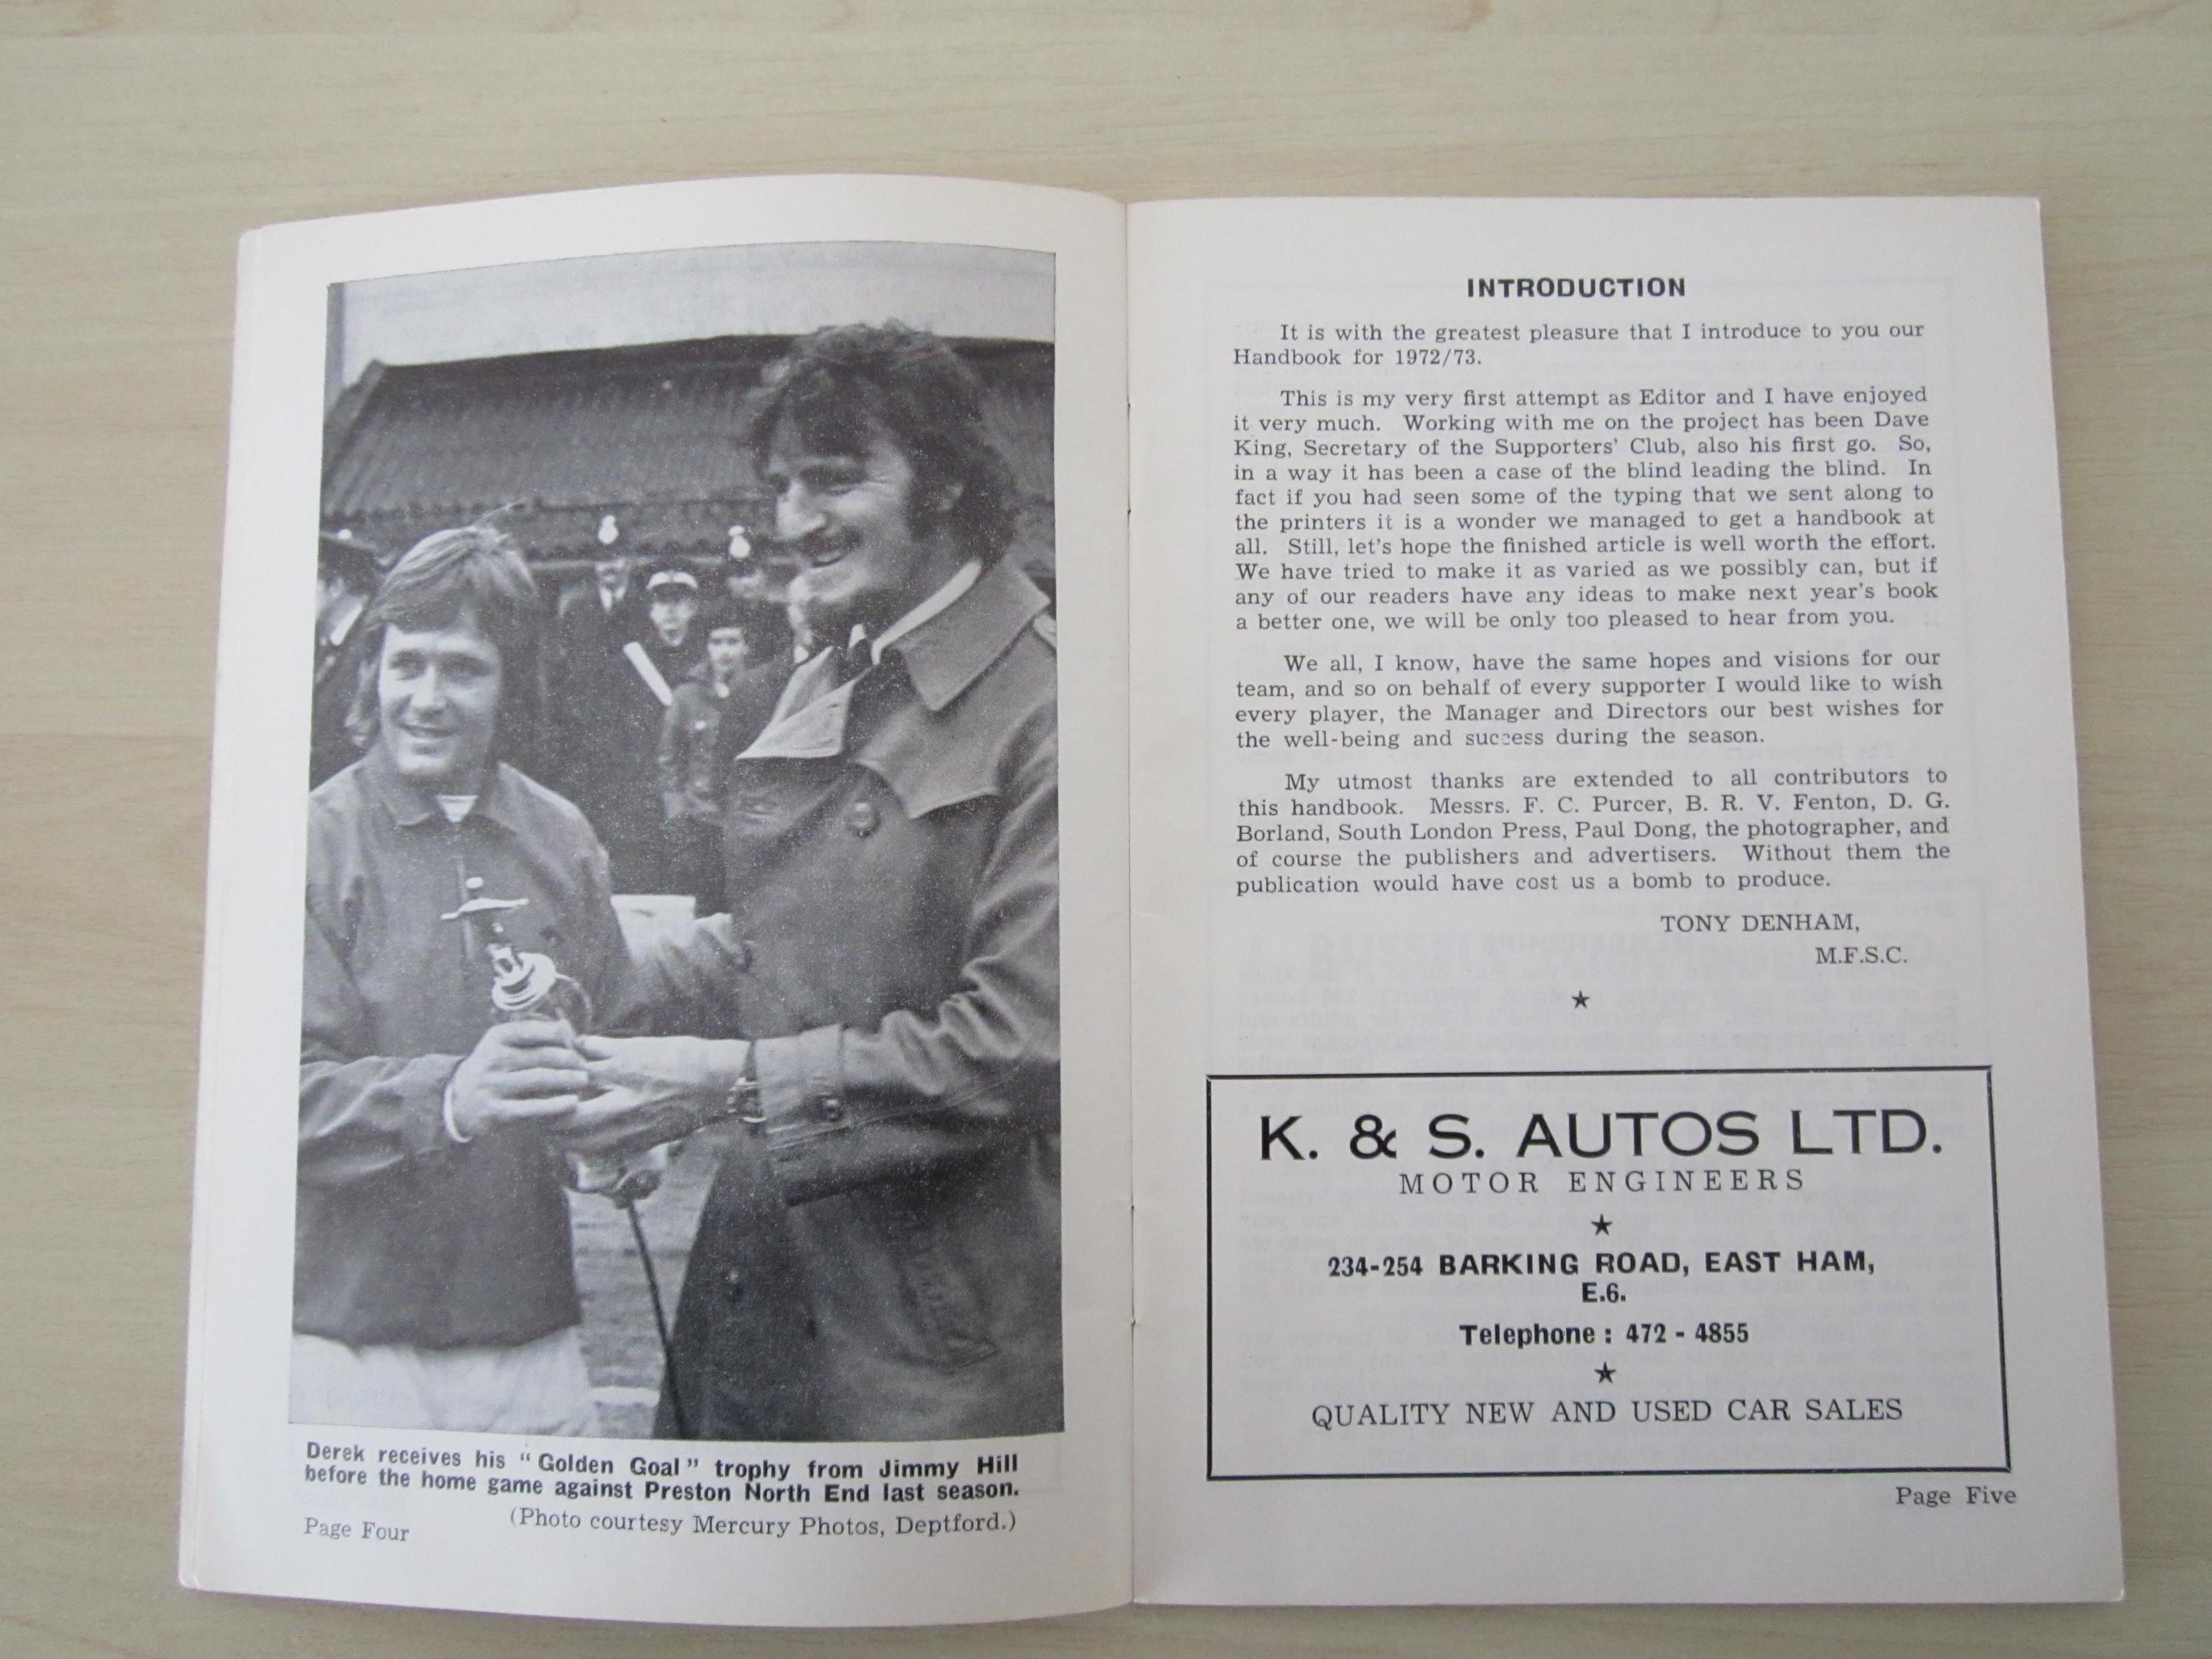 Derek receives his "Golden Goal" trophy from Jimmy Hill
before the home game against Preston North End last season.
(Photo courtesy Mercury Photos, Deptford.)
Page Four
INTRODUCTION
It is with the greatest pleasure that I introduce to you our
Handbook for 1972/73.
This is my very first attempt as Editor and I have enjoyed
it very much. Working with me on the project has been Dave
King, Secretary of the Supporters' Club, also his first go. So,
in a way it has been a case of the blind leading the blind. In
fact if you had seen some of the typing that we sent along to
the printers it is a wonder we managed to get a handbook at
all. Still, let's hope the finished article is well worth the effort.
We have tried to make it as varied as we possibly can, but if
any of our readers have any ideas to make next year's book
a better one, we will be only too pleased to hear from you.
We all, I know, have the same hopes and visions for our
team, and so on behalf of every supporter I would like to wish
every player, the Manager and Directors our best wishes for
the well-being and success during the season.
My utmost thanks are extended to all contributors to
this handbook. Messrs. F. C. Purcer, B. R. V. Fenton, D. G.
Borland, South London Press, Paul Dong, the photographer, and
of course the publishers and advertisers. Without them the
publication would have cost us a bomb to produce.
TONY DENHAM,
M.F.S.C.
K. & S. AUTOS LTD.
MOTOR ENGINEERS
234-254 BARKING ROAD, EAST HAM,
E.6.
Telephone : 472 - 4855
QUALITY NEW AND USED CAR SALES
Page Five